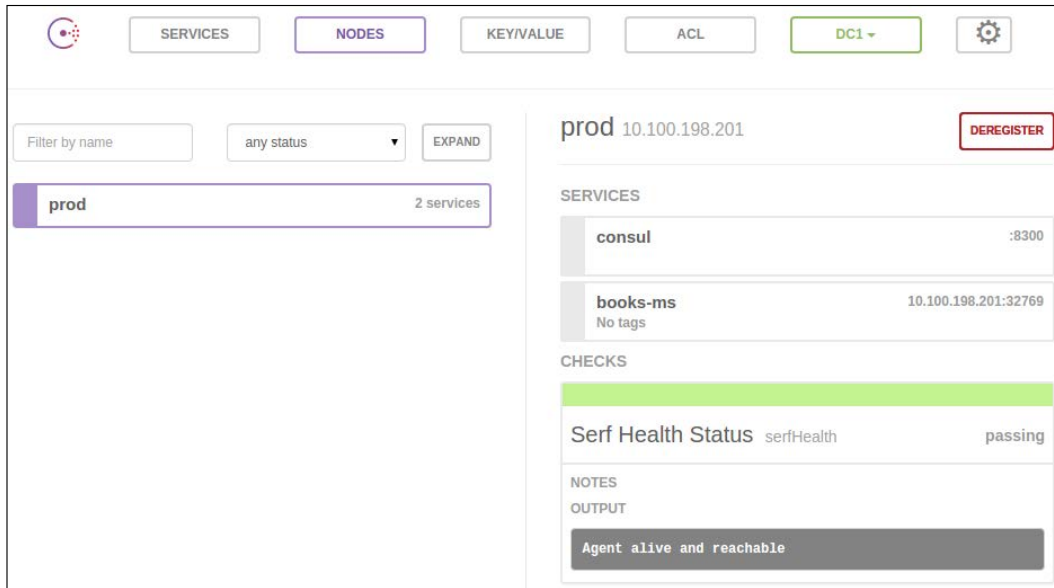 SERVICES
NODES
KEY/VALUE
ACL
DC1
Filter by name
any status
EXPAND
prod
2 services
prod 10.100.198.201
DEREGISTER
SERVICES
consul
:8300
books-ms
10.100.198.201:32769
No tags
CHECKS
Serf Health Status serfHealth
passing
NOTES
OUTPUT
Agent alive and reachable